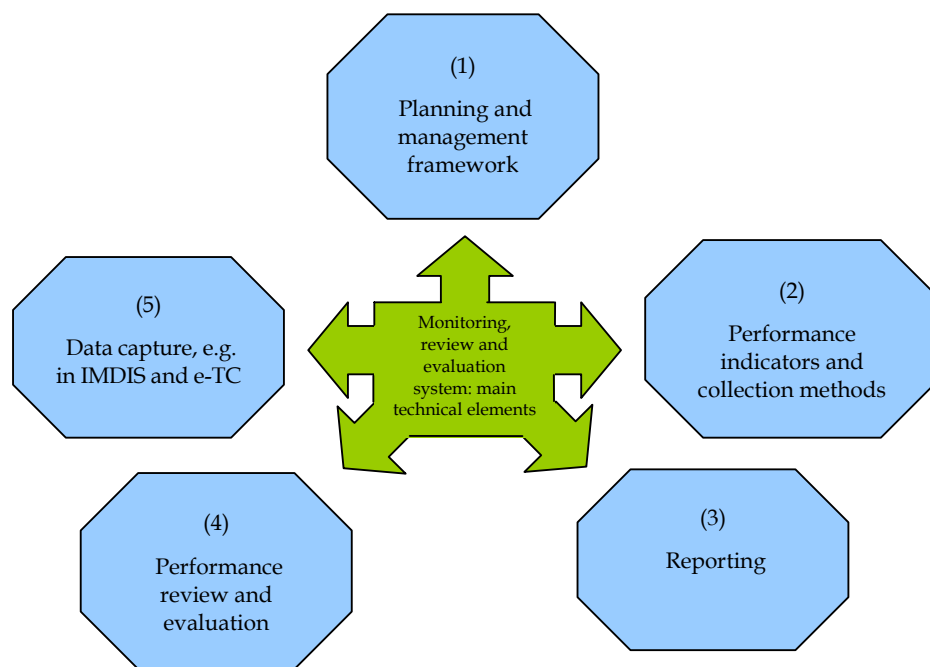 (1)
Planning and
management
framework
(2)
Performance
indicators and
collection methods
(3)
Reporting
(4)
Performance
review and
evaluation
(5)
Data capture, e.g.
in IMDIS and e-TC
Monitoring,
review and
evaluation
system: main
technical elements